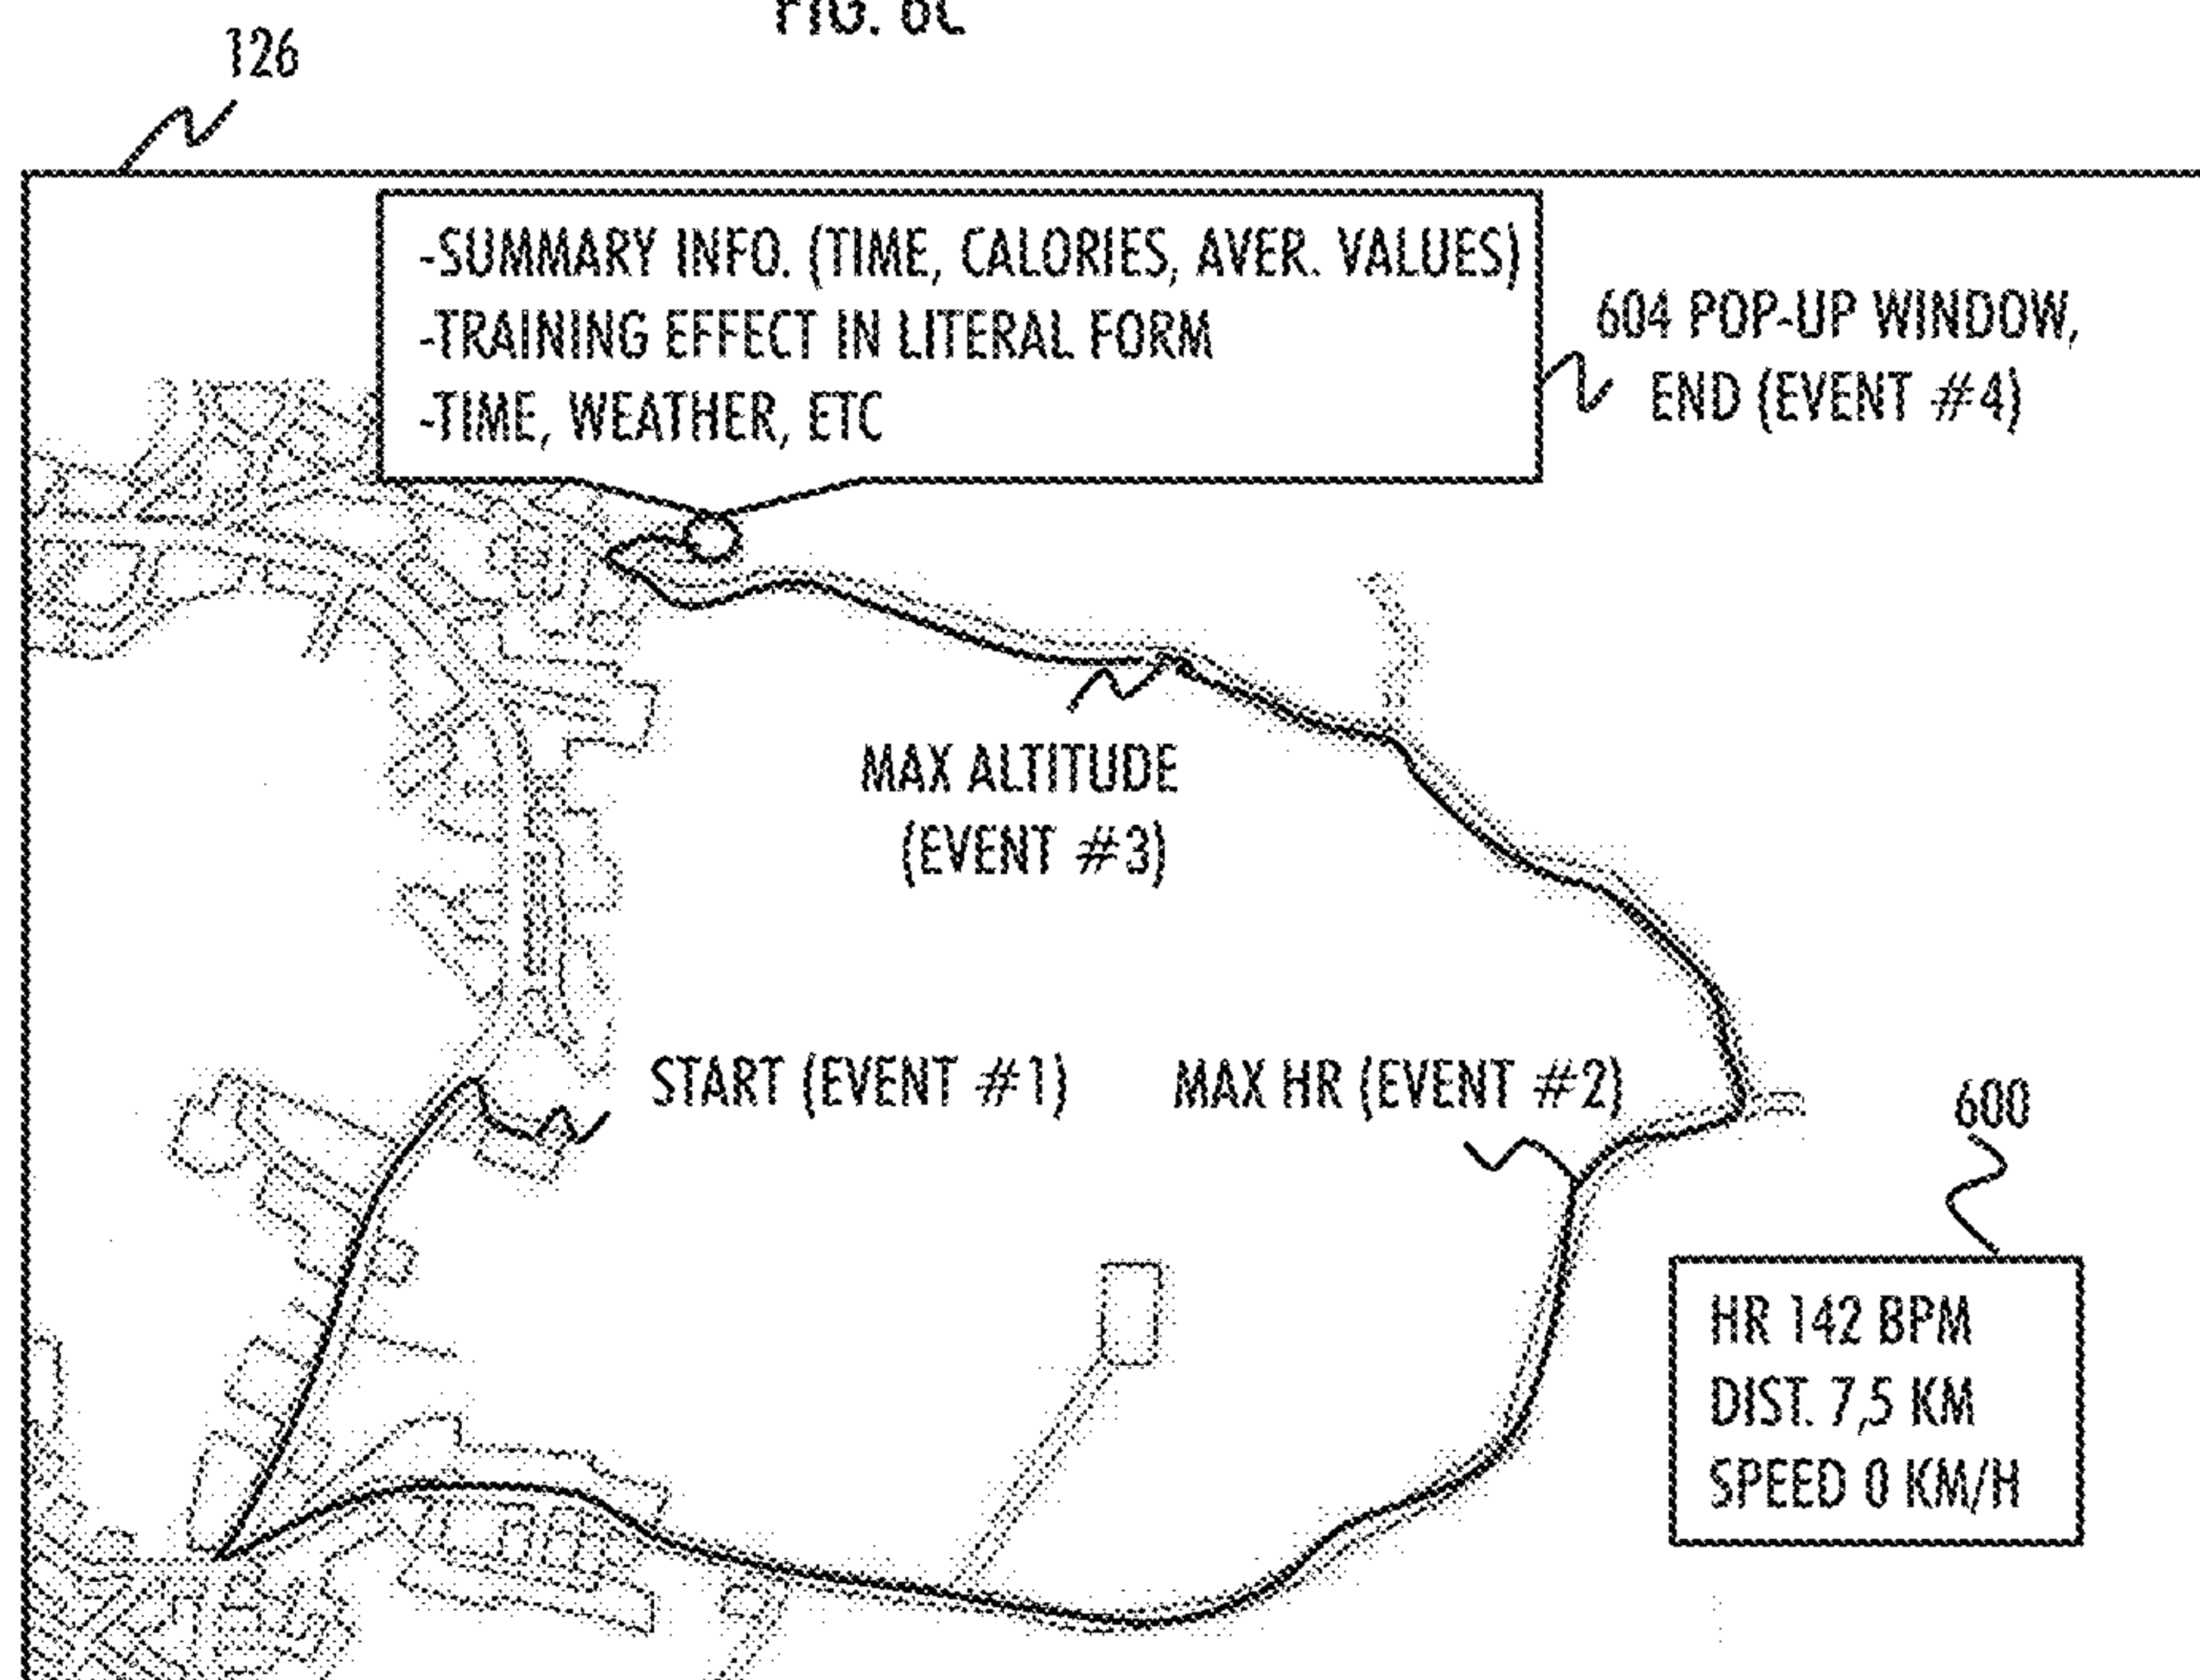 FIG. 6C
126
-SUMMARY INFO. (TIME, CALORIES, AVER. VALUES)
-TRAINING EFFECT IN LITERAL FORM
-TIME, WEATHER, ETC
604 POP-UP WINDOW,
END (EVENT #4)
MAX ALTITUDE
(EVENT #3)
START (EVENT #1)
MAX HR (EVENT #2)
600
HR 142 BPM
DIST. 7,5 KM
SPEED 0 KM/H